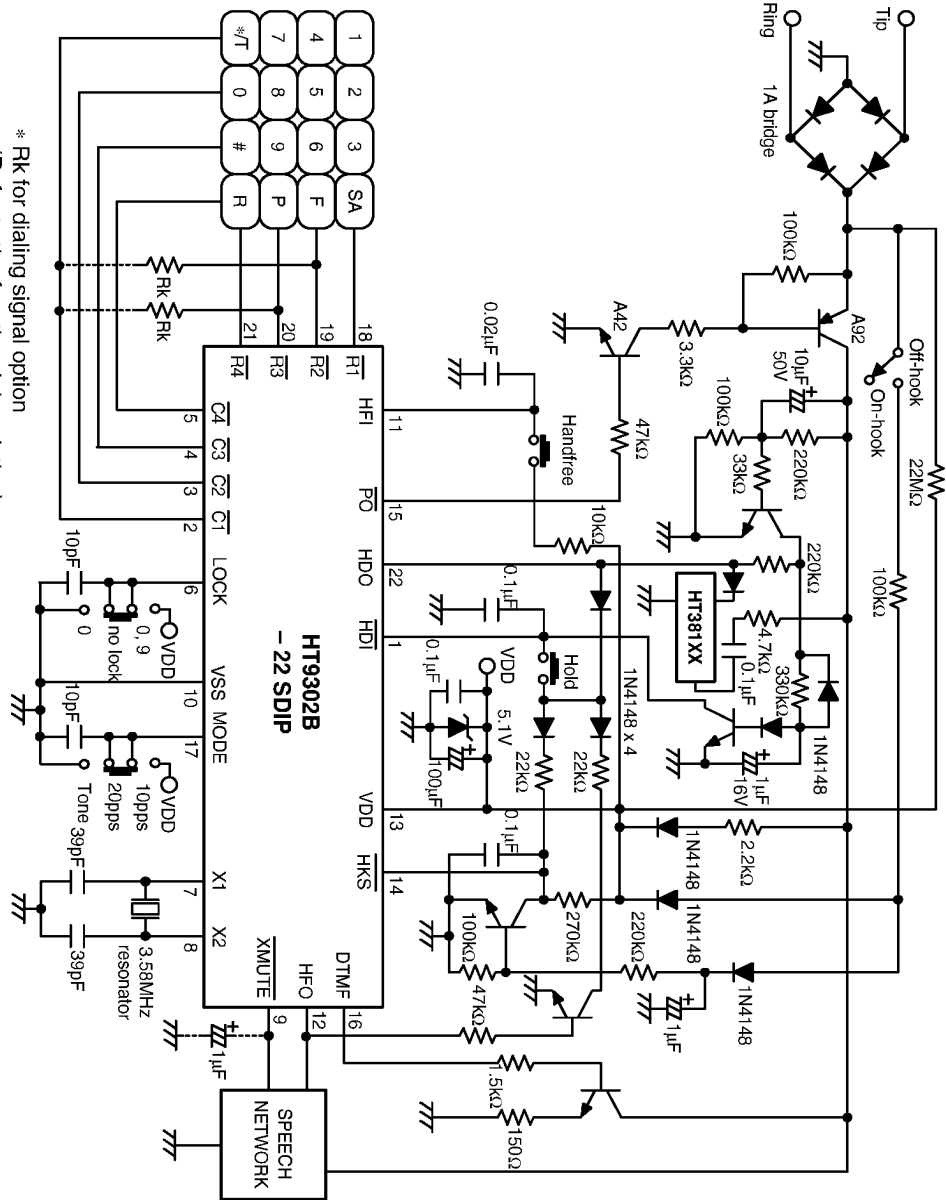 Tip
Ring
1A bridge
22MΩ
Off-hook
On-hook
100kΩ
A92
100kΩ
10μF
50V
220kΩ
100kΩ
33kΩ
220kΩ
HT381XX
4.7kΩ
0.1μF
330kΩ
1N4148
1μF
16V
2.2kΩ
1N4148
1N4148
1N4148
220kΩ
1μF
A42
3.3kΩ
47kΩ
10kΩ
Handfree
0.02μF
0.1μF
Hold
1N4148 x 4
22kΩ
22kΩ
VDD
5.1V
0.1μF
100μF
0.1μF
270kΩ
100kΩ
47kΩ
1.5kΩ
150Ω
1 2 3 SA
4 5 6 F
7 8 9 P
*/T 0 # R
Rk
Rk
18 R1
19 R2
20 R3
21 R4
11 HFI
15 PO
22 HDO
1 HDI
13 VDD
14 HKS
16 DTMF
12 HFO
9 XMUTE
HT9302B
– 22 SDIP
C4 5
C3 4
C2 3
C1 2
LOCK 6
VSS 10
MODE 17
X1 7
X2 8
10pF
VDD
0, 9
no lock
0
10pF
VDD
10pps
20pps
Tone
39pF
39pF
3.58MHz
resonator
1μF
SPEECH
NETWORK
* Rk for dialing signal option